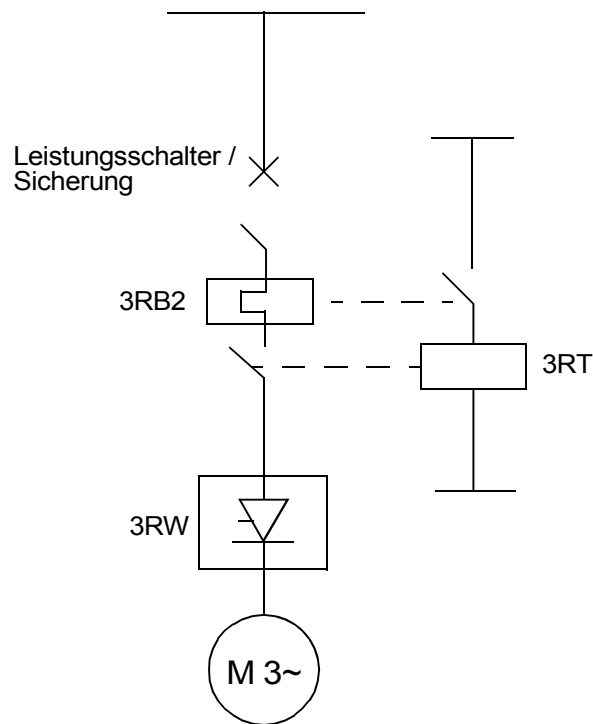 Leistungsschalter /
Sicherung
3RB2
3RT
3RW
M 3~